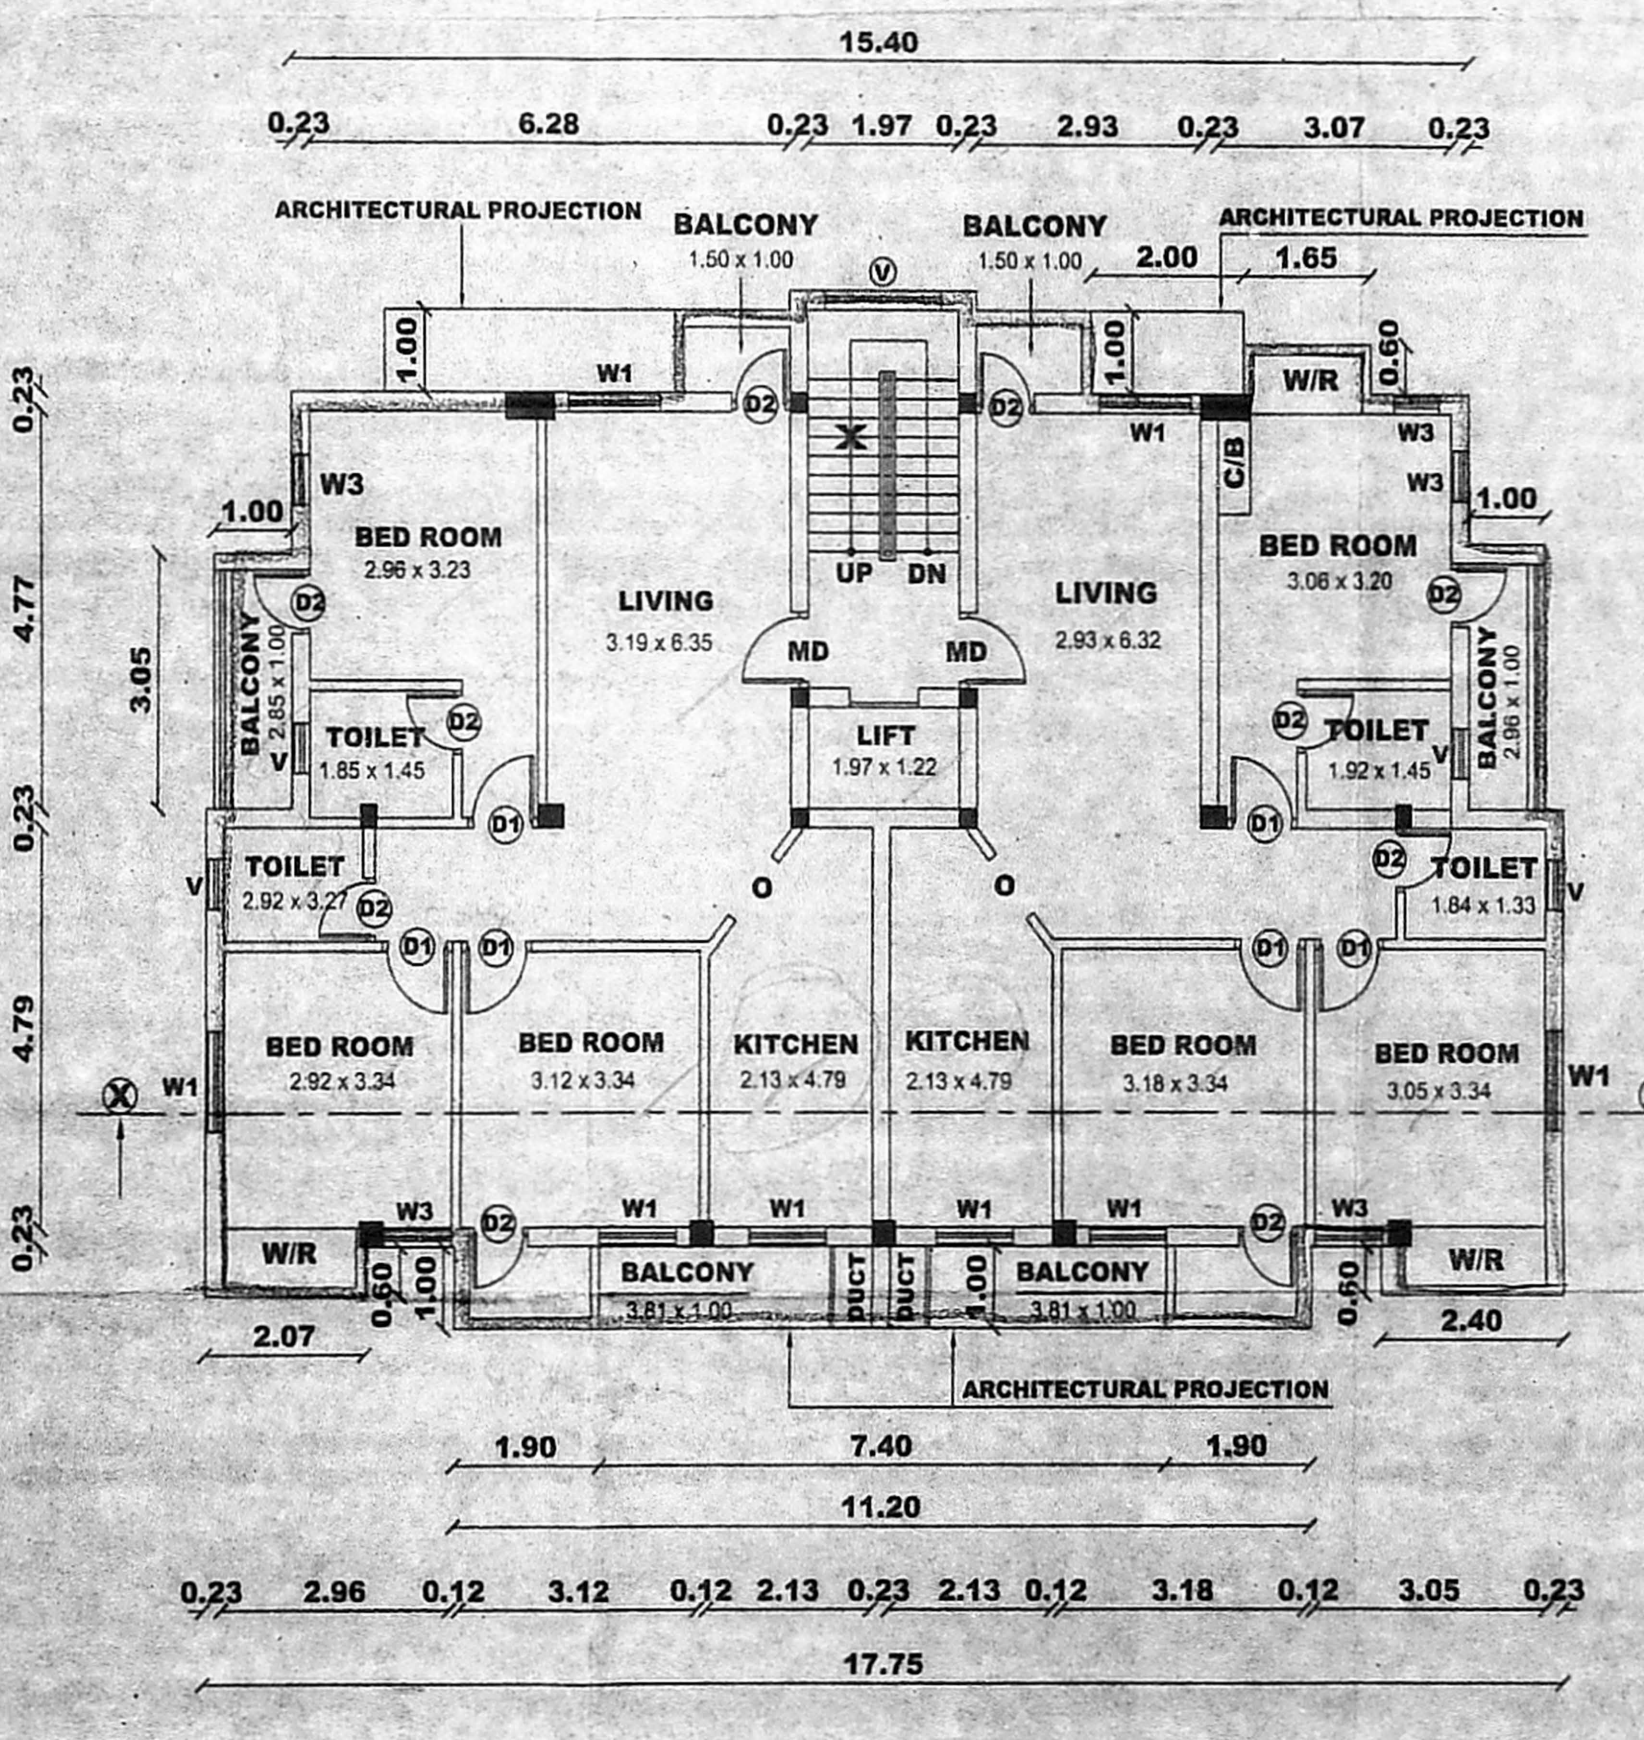 15.40
0.23 6.28 0.23 1.97 0.23 2.93 0.23 3.07 0.23
ARCHITECTURAL PROJECTION
BALCONY
1.50 x 1.00
BALCONY
1.50 x 1.00
ARCHITECTURAL PROJECTION
2.00 1.65
V
1.00
W1
D2
D2
1.00
W1
W/R
0.60
W3
0.23
W3
C/B
W3
1.00
1.00
BED ROOM
2.96 x 3.23
BED ROOM
3.06 x 3.20
X
UP DN
D2
D2
LIVING
3.19 x 6.35
LIVING
2.93 x 6.32
4.77
3.05
BALCONY
2.85 x 1.00
MD MD
BALCONY
2.96 x 1.00
V
TOILET
1.85 x 1.45
D2
LIFT
1.97 x 1.22
D2
TOILET
1.92 x 1.45
V
0.23
D1
D1
V
TOILET
2.92 x 3.27
D2
O
O
D2
TOILET
1.84 x 1.33
V
D1 D1
D1 D1
4.79
BED ROOM
2.92 x 3.34
BED ROOM
3.12 x 3.34
KITCHEN
2.13 x 4.79
KITCHEN
2.13 x 4.79
BED ROOM
3.18 x 3.34
BED ROOM
3.05 x 3.34
X
W1
W1
0.23
W3
D2
W1
W1
W1
W1
D2
W3
W/R
0.60
1.00
BALCONY
3.81 x 1.00
DUCT
DUCT
1.00
BALCONY
3.81 x 1.00
0.60
W/R
2.07
2.40
ARCHITECTURAL PROJECTION
1.90 7.40 1.90
11.20
0.23 2.96 0.12 3.12 0.12 2.13 0.23 2.13 0.12 3.18 0.12 3.05 0.23
17.75